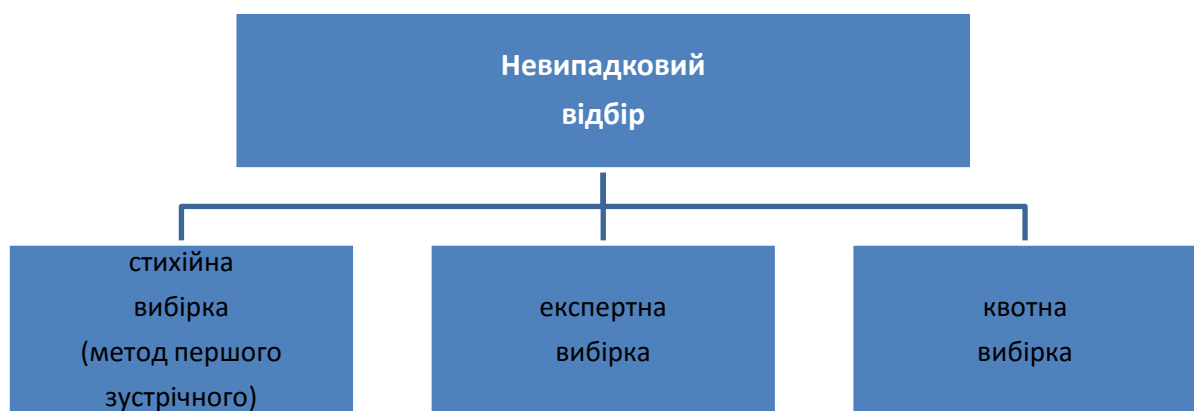 Невипадковий
відбір
стихійна
вибірка
(метод першого
зустрічного)
експертна
вибірка
квотна
вибірка